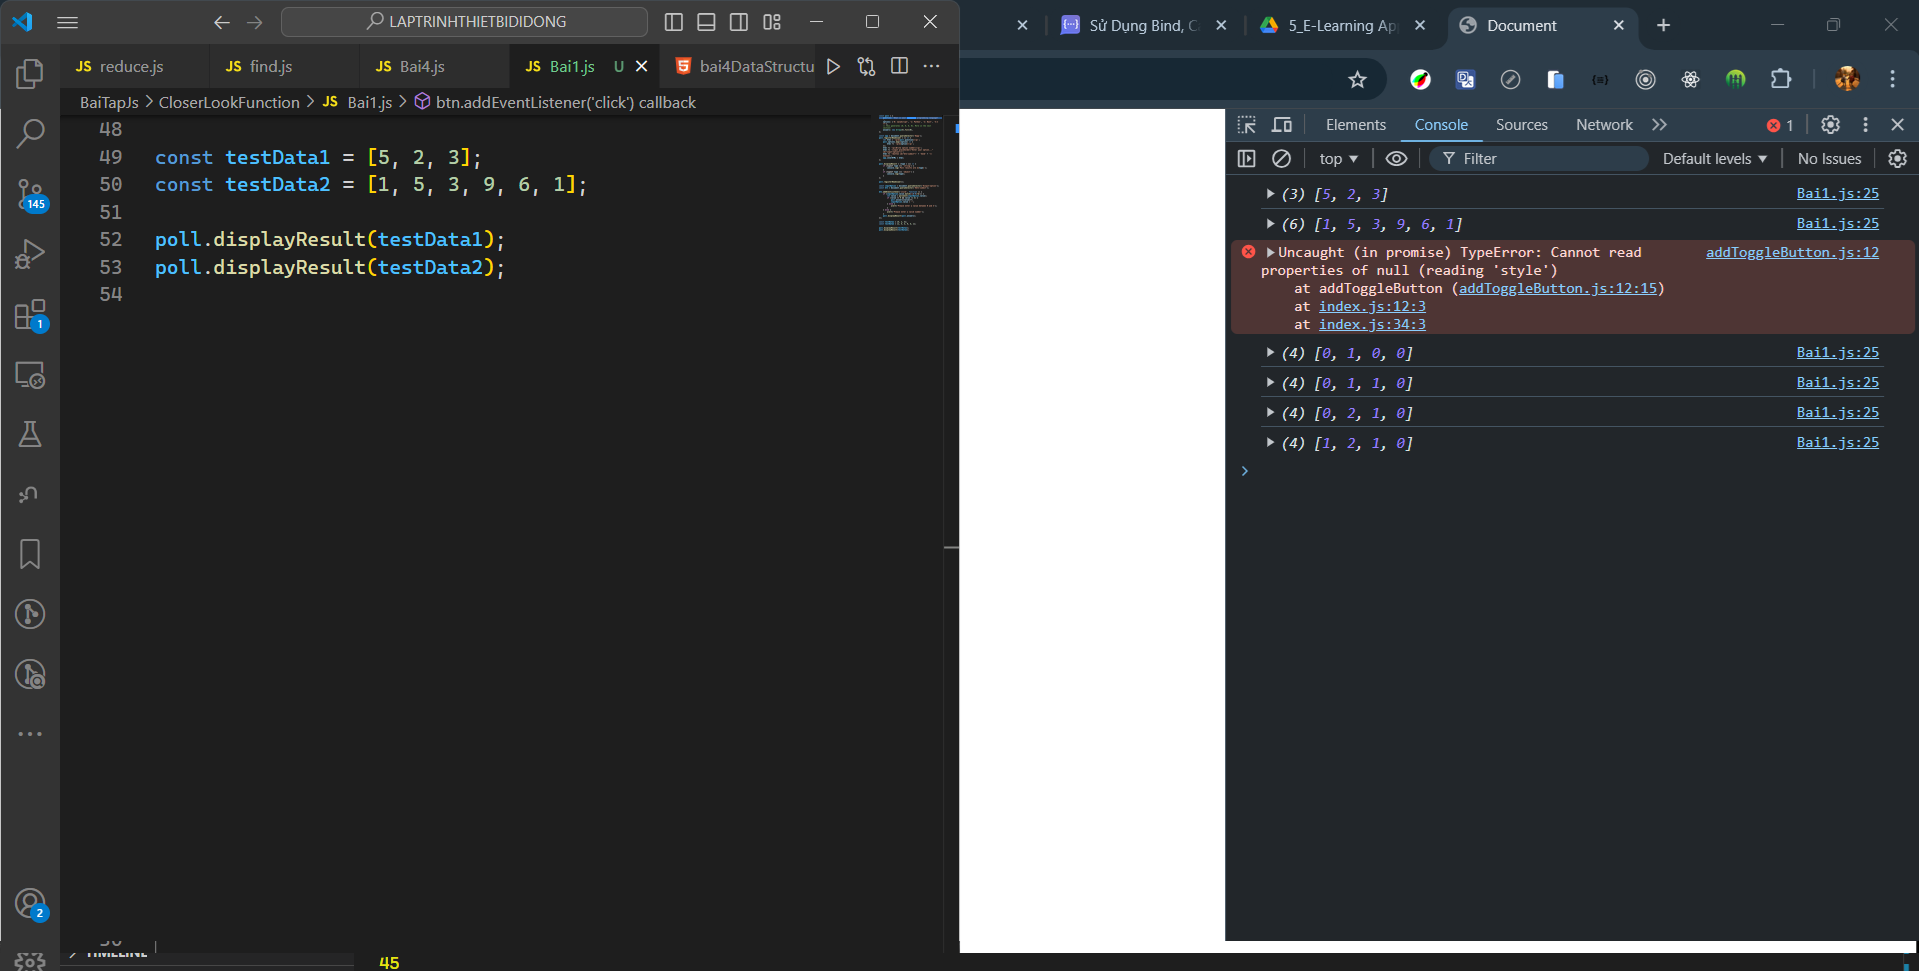 LAPTRINHTHIETBIDIDONG
JS reduce.js
JS find.js
JS Bai4.js
JS Bai1.js U
bai4DataStructu
BaiTapJs > CloserLookFunction > JS Bai1.js > btn.addEventListener('click') callback
48
49 const testData1 = [5, 2, 3];
50 const testData2 = [1, 5, 3, 9, 6, 1];
51
52 poll.displayResult(testData1);
53 poll.displayResult(testData2);
54
145
1
2
TIMELINE
45
Sử Dụng Bind, C
5_E-Learning Ap
Document
Elements Console Sources Network 1
top Filter Default levels No Issues
(3) [5, 2, 3] Bai1.js:25
(6) [1, 5, 3, 9, 6, 1] Bai1.js:25
Uncaught (in promise) TypeError: Cannot read addToggleButton.js:12
properties of null (reading 'style')
at addToggleButton (addToggleButton.js:12:15)
at index.js:12:3
at index.js:34:3
(4) [0, 1, 0, 0] Bai1.js:25
(4) [0, 1, 1, 0] Bai1.js:25
(4) [0, 2, 1, 0] Bai1.js:25
(4) [1, 2, 1, 0] Bai1.js:25